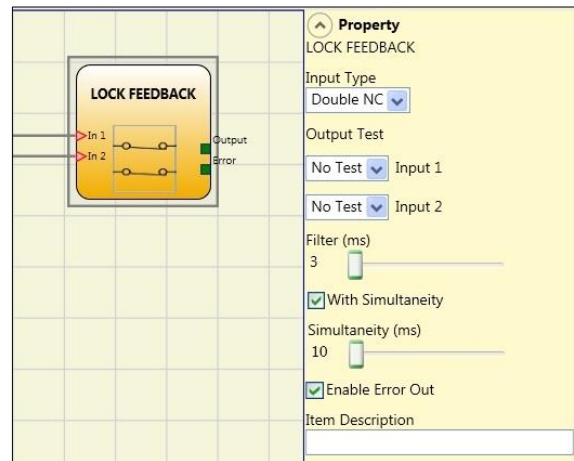 LOCK FEEDBACK
In 1
In 2
Output
Error
Property
LOCK FEEDBACK
Input Type
Double NC
Output Test
No Test Input 1
No Test Input 2
Filter (ms)
3
With Simultaneity
Simultaneity (ms)
10
Enable Error Out
Item Description